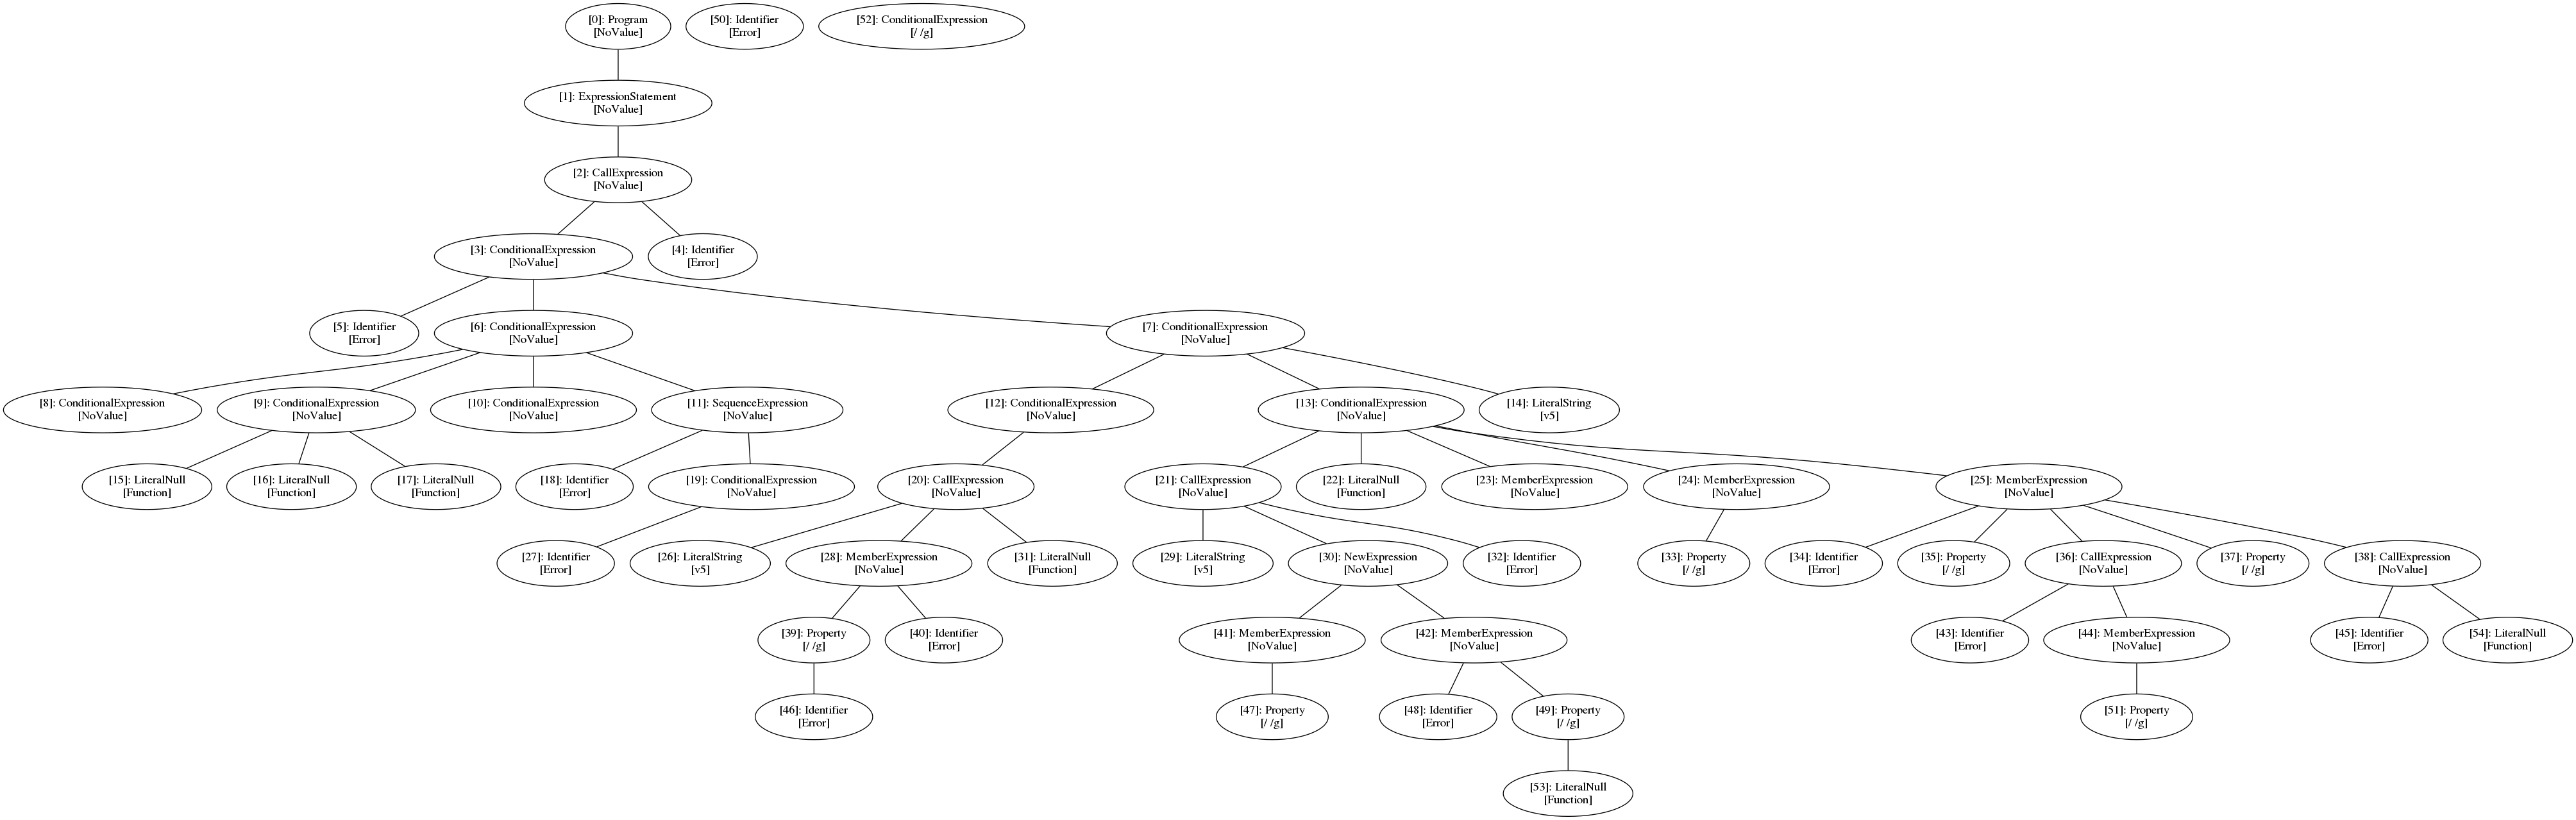 [0]: Program
[NoValue]
[50]: Identifier
[Error]
[52]: ConditionalExpression
[/ /g]
[1]: ExpressionStatement
[NoValue]
[2]: CallExpression
[NoValue]
[3]: ConditionalExpression
[NoValue]
[4]: Identifier
[Error]
[5]: Identifier
[Error]
[6]: ConditionalExpression
[NoValue]
[7]: ConditionalExpression
[NoValue]
[8]: ConditionalExpression
[NoValue]
[9]: ConditionalExpression
[NoValue]
[10]: ConditionalExpression
[NoValue]
[11]: SequenceExpression
[NoValue]
[12]: ConditionalExpression
[NoValue]
[13]: ConditionalExpression
[NoValue]
[14]: LiteralString
[v5]
[15]: LiteralNull
[Function]
[16]: LiteralNull
[Function]
[17]: LiteralNull
[Function]
[18]: Identifier
[Error]
[19]: ConditionalExpression
[NoValue]
[20]: CallExpression
[NoValue]
[21]: CallExpression
[NoValue]
[22]: LiteralNull
[Function]
[23]: MemberExpression
[NoValue]
[24]: MemberExpression
[NoValue]
[25]: MemberExpression
[NoValue]
[27]: Identifier
[Error]
[26]: LiteralString
[v5]
[28]: MemberExpression
[NoValue]
[31]: LiteralNull
[Function]
[29]: LiteralString
[v5]
[30]: NewExpression
[NoValue]
[32]: Identifier
[Error]
[33]: Property
[/ /g]
[34]: Identifier
[Error]
[35]: Property
[/ /g]
[36]: CallExpression
[NoValue]
[37]: Property
[/ /g]
[38]: CallExpression
[NoValue]
[39]: Property
[/ /g]
[40]: Identifier
[Error]
[41]: MemberExpression
[NoValue]
[42]: MemberExpression
[NoValue]
[43]: Identifier
[Error]
[44]: MemberExpression
[NoValue]
[45]: Identifier
[Error]
[54]: LiteralNull
[Function]
[46]: Identifier
[Error]
[47]: Property
[/ /g]
[48]: Identifier
[Error]
[49]: Property
[/ /g]
[51]: Property
[/ /g]
[53]: LiteralNull
[Function]